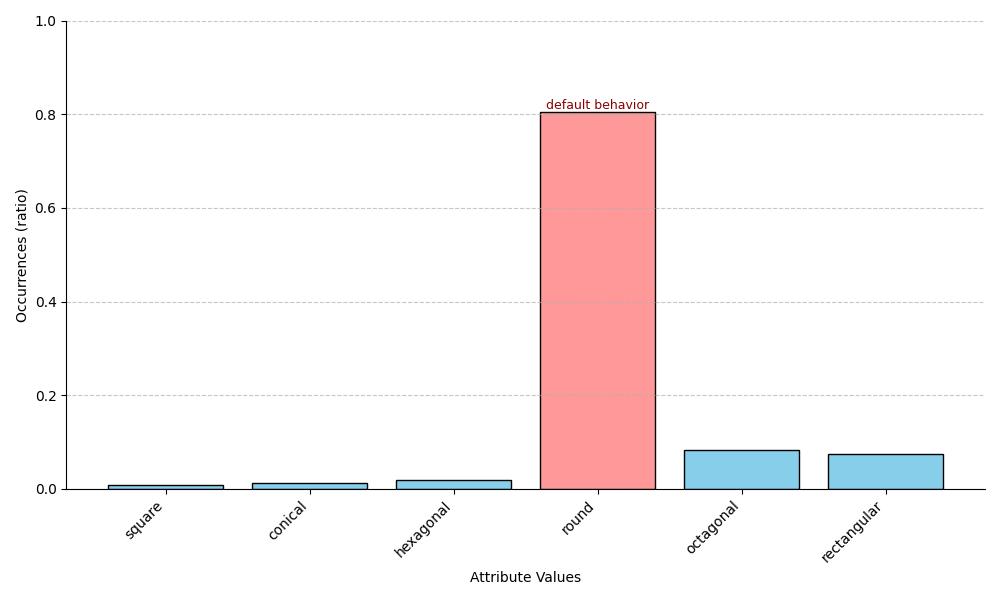 1.0
default behavior
0.8
0.6
0.4
0.2
0.0
Occurrences (ratio)
square
conical
hexagonal
round
octagonal
rectangular
Attribute Values